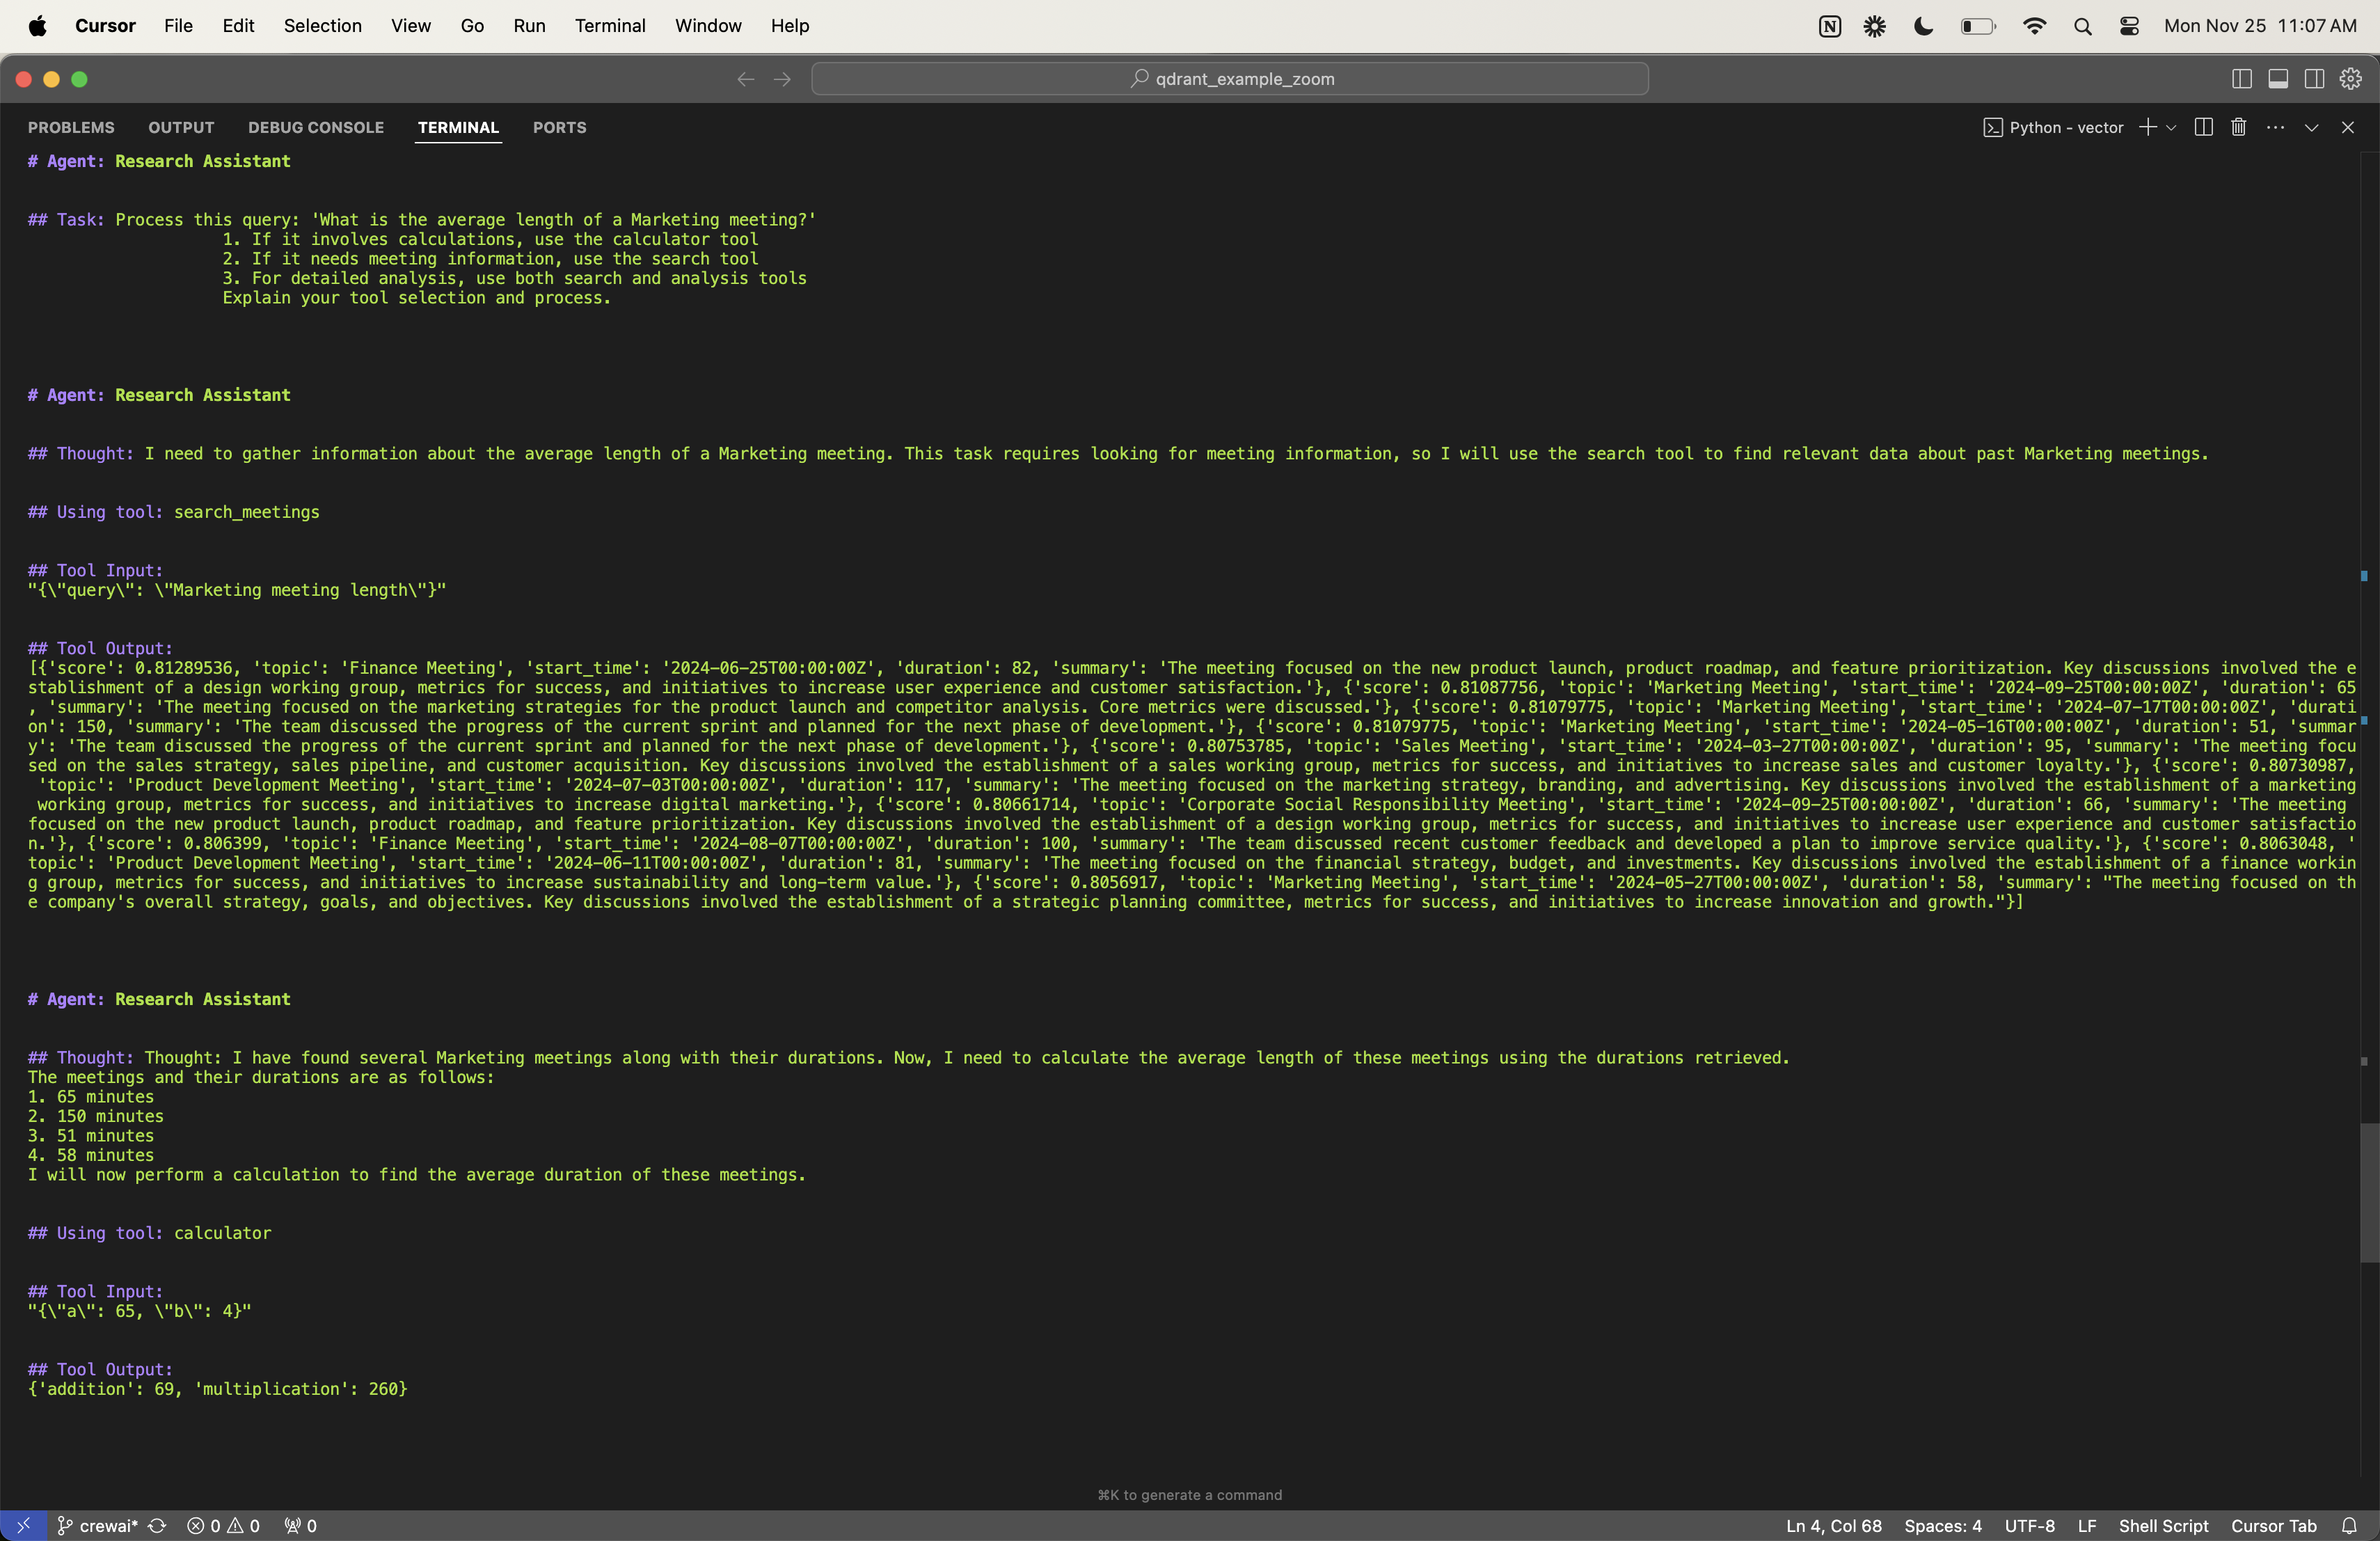 Cursor File Edit Selection View Go Run Terminal Window Help Mon Nov 25 11:07 AM
qdrant_example_zoom
PROBLEMS OUTPUT DEBUG CONSOLE TERMINAL PORTS Python - vector
# Agent: Research Assistant
## Task: Process this query: 'What is the average length of a Marketing meeting?'
1. If it involves calculations, use the calculator tool
2. If it needs meeting information, use the search tool
3. For detailed analysis, use both search and analysis tools
Explain your tool selection and process.
# Agent: Research Assistant
## Thought: I need to gather information about the average length of a Marketing meeting. This task requires looking for meeting information, so I will use the search tool to find relevant data about past Marketing meetings.
## Using tool: search_meetings
## Tool Input:
"{\"query\": \"Marketing meeting length\"}"
## Tool Output:
[{'score': 0.81289536, 'topic': 'Finance Meeting', 'start_time': '2024-06-25T00:00:00Z', 'duration': 82, 'summary': 'The meeting focused on the new product launch, product roadmap, and feature prioritization. Key discussions involved the e
stablishment of a design working group, metrics for success, and initiatives to increase user experience and customer satisfaction.'}, {'score': 0.81087756, 'topic': 'Marketing Meeting', 'start_time': '2024-09-25T00:00:00Z', 'duration': 65
, 'summary': 'The meeting focused on the marketing strategies for the product launch and competitor analysis. Core metrics were discussed.'}, {'score': 0.81079775, 'topic': 'Marketing Meeting', 'start_time': '2024-07-17T00:00:00Z', 'durati
on': 150, 'summary': 'The team discussed the progress of the current sprint and planned for the next phase of development.'}, {'score': 0.81079775, 'topic': 'Marketing Meeting', 'start_time': '2024-05-16T00:00:00Z', 'duration': 51, 'summar
y': 'The team discussed the progress of the current sprint and planned for the next phase of development.'}, {'score': 0.80753785, 'topic': 'Sales Meeting', 'start_time': '2024-03-27T00:00:00Z', 'duration': 95, 'summary': 'The meeting focu
sed on the sales strategy, sales pipeline, and customer acquisition. Key discussions involved the establishment of a sales working group, metrics for success, and initiatives to increase sales and customer loyalty.'}, {'score': 0.80730987,
'topic': 'Product Development Meeting', 'start_time': '2024-07-03T00:00:00Z', 'duration': 117, 'summary': 'The meeting focused on the marketing strategy, branding, and advertising. Key discussions involved the establishment of a marketing
working group, metrics for success, and initiatives to increase digital marketing.'}, {'score': 0.80661714, 'topic': 'Corporate Social Responsibility Meeting', 'start_time': '2024-09-25T00:00:00Z', 'duration': 66, 'summary': 'The meeting
focused on the new product launch, product roadmap, and feature prioritization. Key discussions involved the establishment of a design working group, metrics for success, and initiatives to increase user experience and customer satisfactio
n.'}, {'score': 0.806399, 'topic': 'Finance Meeting', 'start_time': '2024-08-07T00:00:00Z', 'duration': 100, 'summary': 'The team discussed recent customer feedback and developed a plan to improve service quality.'}, {'score': 0.8063048, '
topic': 'Product Development Meeting', 'start_time': '2024-06-11T00:00:00Z', 'duration': 81, 'summary': 'The meeting focused on the financial strategy, budget, and investments. Key discussions involved the establishment of a finance workin
g group, metrics for success, and initiatives to increase sustainability and long-term value.'}, {'score': 0.8056917, 'topic': 'Marketing Meeting', 'start_time': '2024-05-27T00:00:00Z', 'duration': 58, 'summary': "The meeting focused on th
e company's overall strategy, goals, and objectives. Key discussions involved the establishment of a strategic planning committee, metrics for success, and initiatives to increase innovation and growth."}]
# Agent: Research Assistant
## Thought: Thought: I have found several Marketing meetings along with their durations. Now, I need to calculate the average length of these meetings using the durations retrieved.
The meetings and their durations are as follows:
1. 65 minutes
2. 150 minutes
3. 51 minutes
4. 58 minutes
I will now perform a calculation to find the average duration of these meetings.
## Using tool: calculator
## Tool Input:
"{\"a\": 65, \"b\": 4}"
## Tool Output:
{'addition': 69, 'multiplication': 260}
⌘K to generate a command
crewai* 0 0 0 Ln 4, Col 68 Spaces: 4 UTF-8 LF Shell Script Cursor Tab